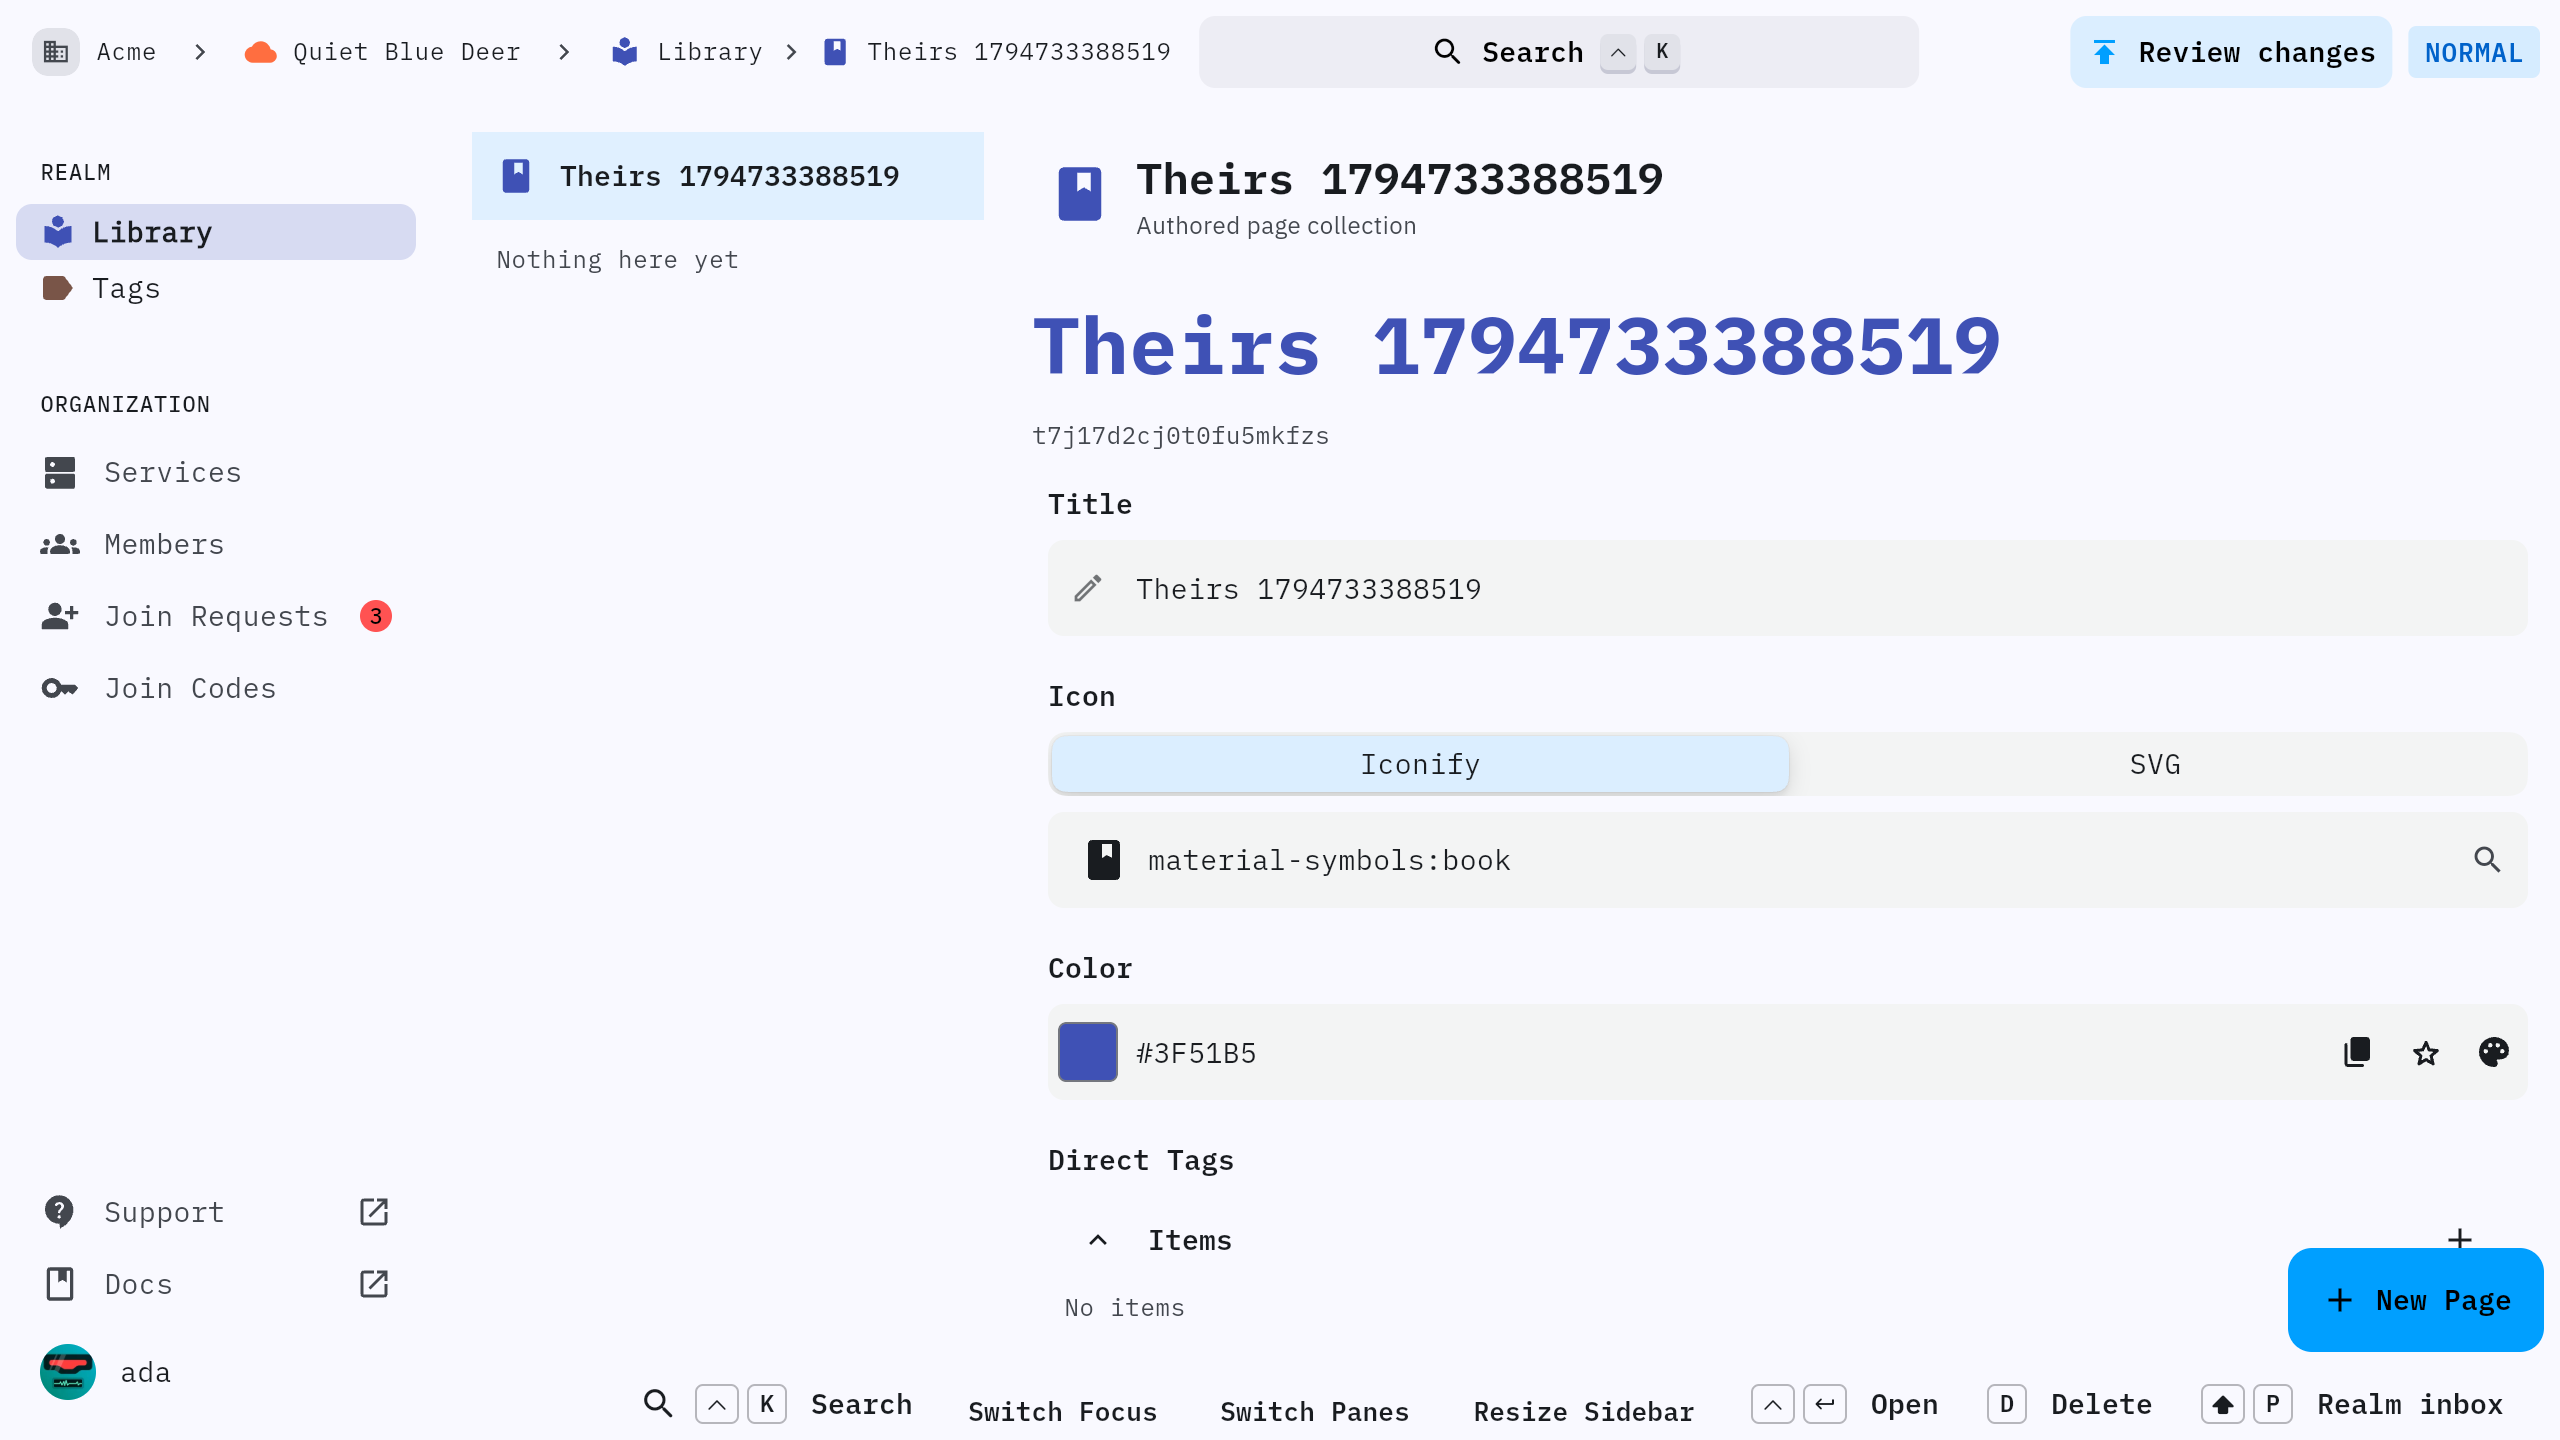 Acme
Quiet Blue Deer
Library
Theirs 1794733388519
Search
K
Review changes
NORMAL
REALM
Library
Tags
ORGANIZATION
Services
Members
Join Requests 3
Join Codes
Support
Docs
ada
Theirs 1794733388519
Nothing here yet
Theirs 1794733388519
Authored page collection
Theirs 1794733388519
t7j17d2cj0t0fu5mkfzs
Title
Theirs 1794733388519
Icon
Iconify
SVG
material-symbols:book
Color
#3F51B5
Direct Tags
Items
No items
New Page
K Search
Switch Focus
Switch Panes
Resize Sidebar
Open
D Delete
P Realm inbox